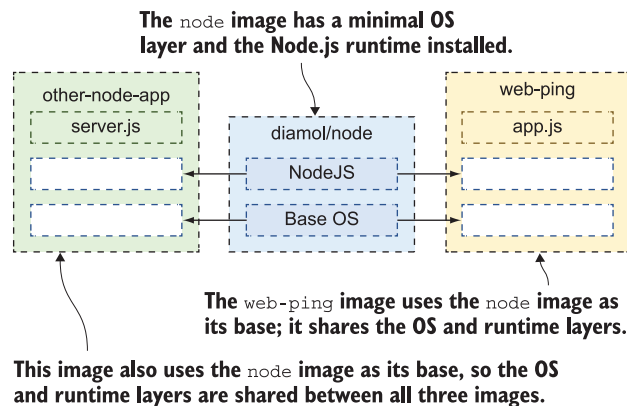 The node image has a minimal OS
layer and the Node.js runtime installed.
other-node-app
server.js
diamol/node
NodeJS
Base OS
web-ping
app.js
The web-ping image uses the node image as
its base; it shares the OS and runtime layers.
This image also uses the node image as its base, so the OS
and runtime layers are shared between all three images.